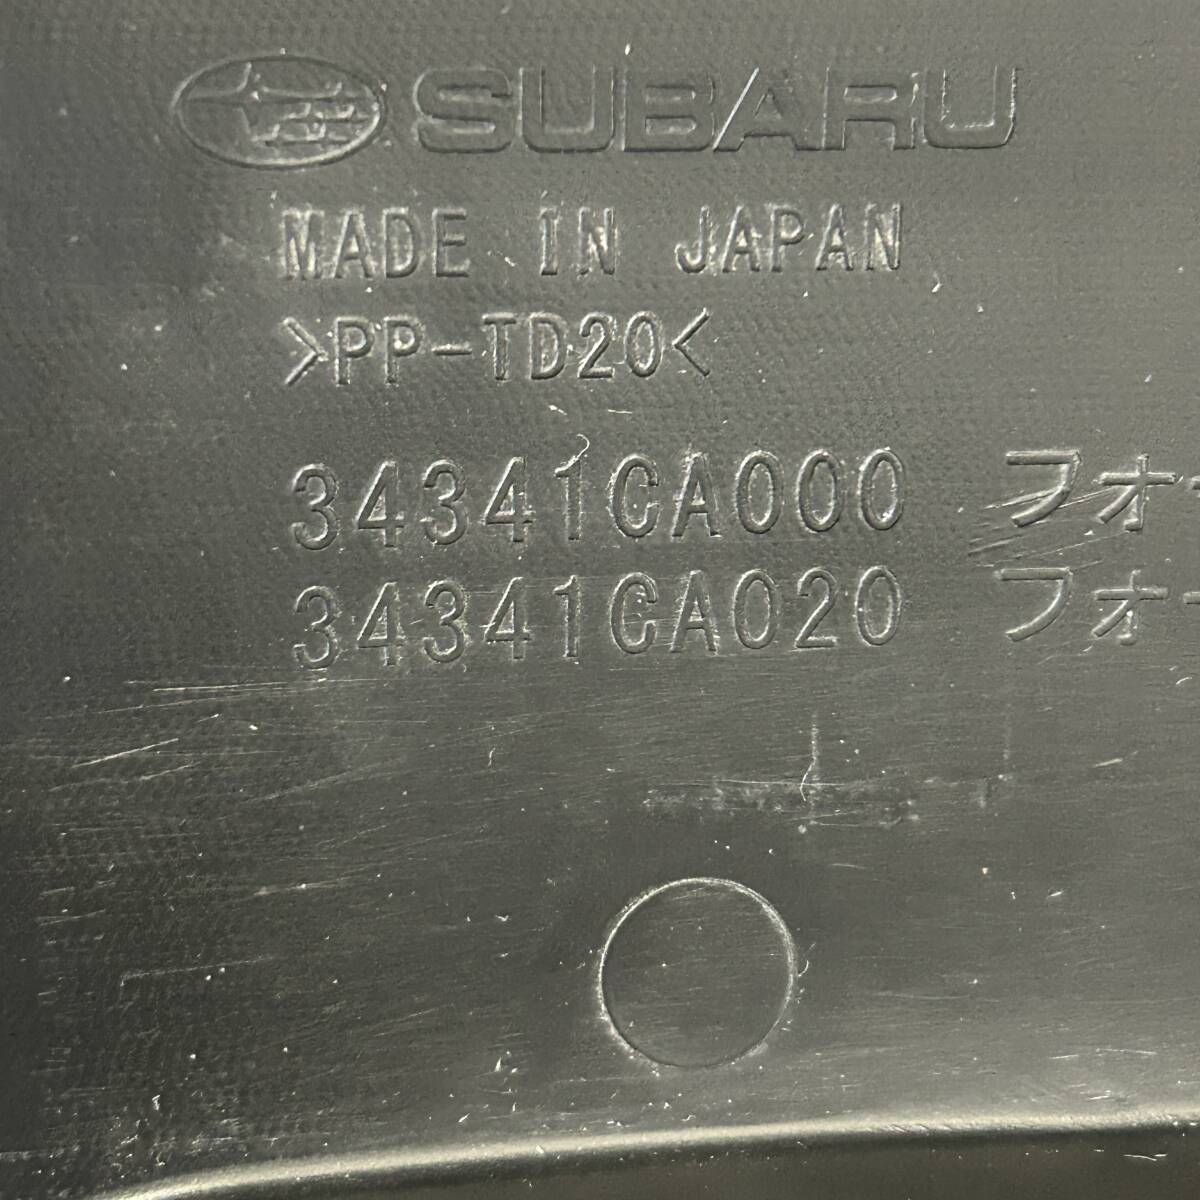 SUBARU
MADE IN JAPAN
>PP-TD20<
34341CA000 フォ
34341CA020 フォ